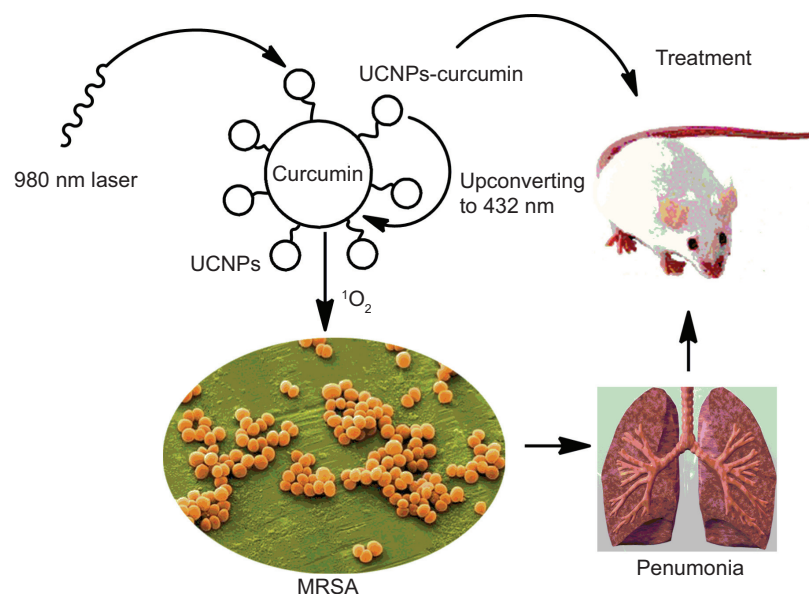 UCNPs-curcumin
Treatment
980 nm laser
Curcumin
Upconverting
to 432 nm
UCNPs
¹O₂
MRSA
Penumonia